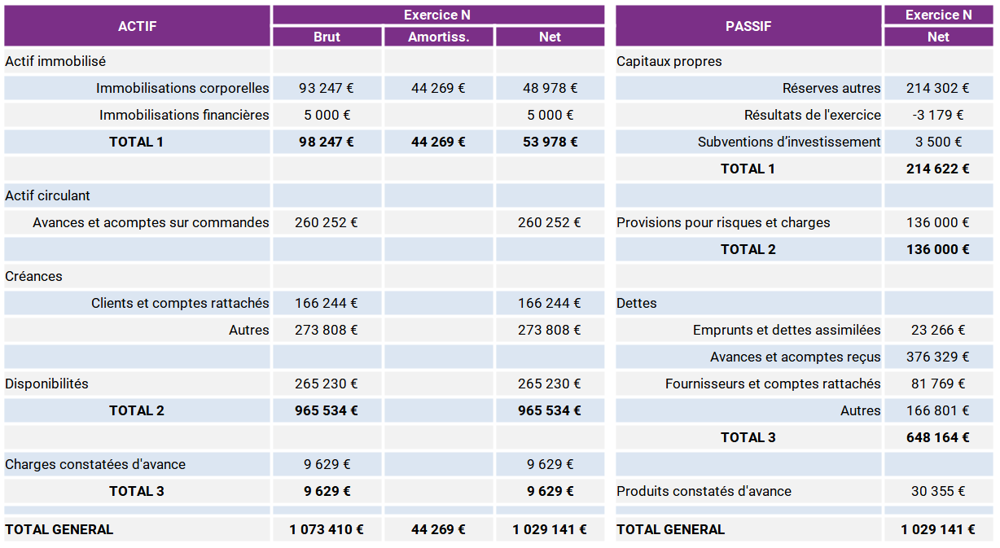 ACTIF Exercice N
Brut Amortiss. Net
Actif immobilisé
Immobilisations corporelles 93 247 € 44 269 € 48 978 €
Immobilisations financières 5 000 € 5 000 €
TOTAL 1 98 247 € 44 269 € 53 978 €
Actif circulant
Avances et acomptes sur commandes 260 252 € 260 252 €
Créances
Clients et comptes rattachés 166 244 € 166 244 €
Autres 273 808 € 273 808 €
Disponibilités 265 230 € 265 230 €
TOTAL 2 965 534 € 965 534 €
Charges constatées d'avance 9 629 € 9 629 €
TOTAL 3 9 629 € 9 629 €
TOTAL GENERAL 1 073 410 € 44 269 € 1 029 141 €
PASSIF Exercice N
Net
Capitaux propres
Réserves autres 214 302 €
Résultats de l'exercice -3 179 €
Subventions d’investissement 3 500 €
TOTAL 1 214 622 €
Provisions pour risques et charges 136 000 €
TOTAL 2 136 000 €
Dettes
Emprunts et dettes assimilées 23 266 €
Avances et acomptes reçus 376 329 €
Fournisseurs et comptes rattachés 81 769 €
Autres 166 801 €
TOTAL 3 648 164 €
Produits constatés d'avance 30 355 €
TOTAL GENERAL 1 029 141 €